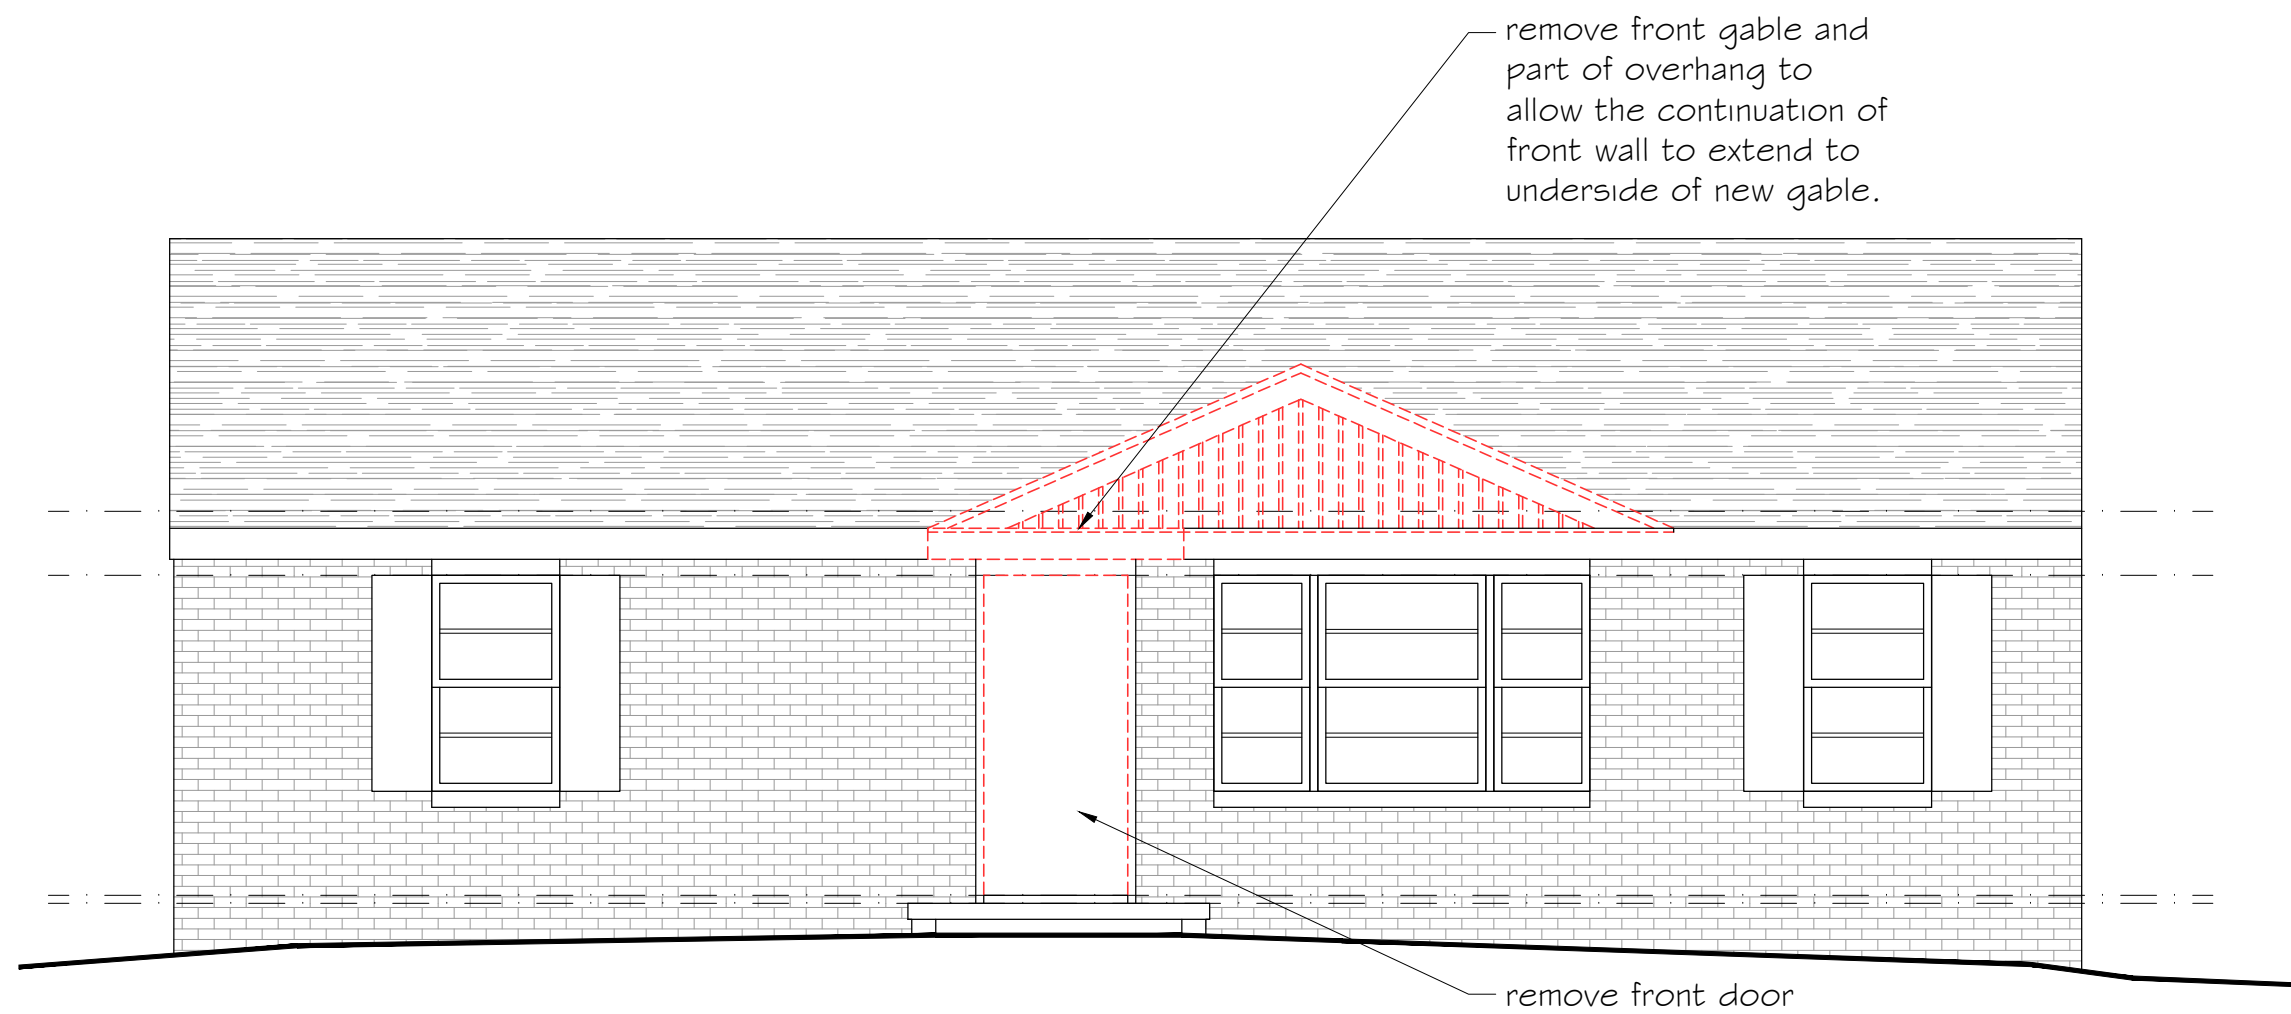 remove front gable and
part of overhang to
allow the continuation of
front wall to extend to
underside of new gable.
remove front door